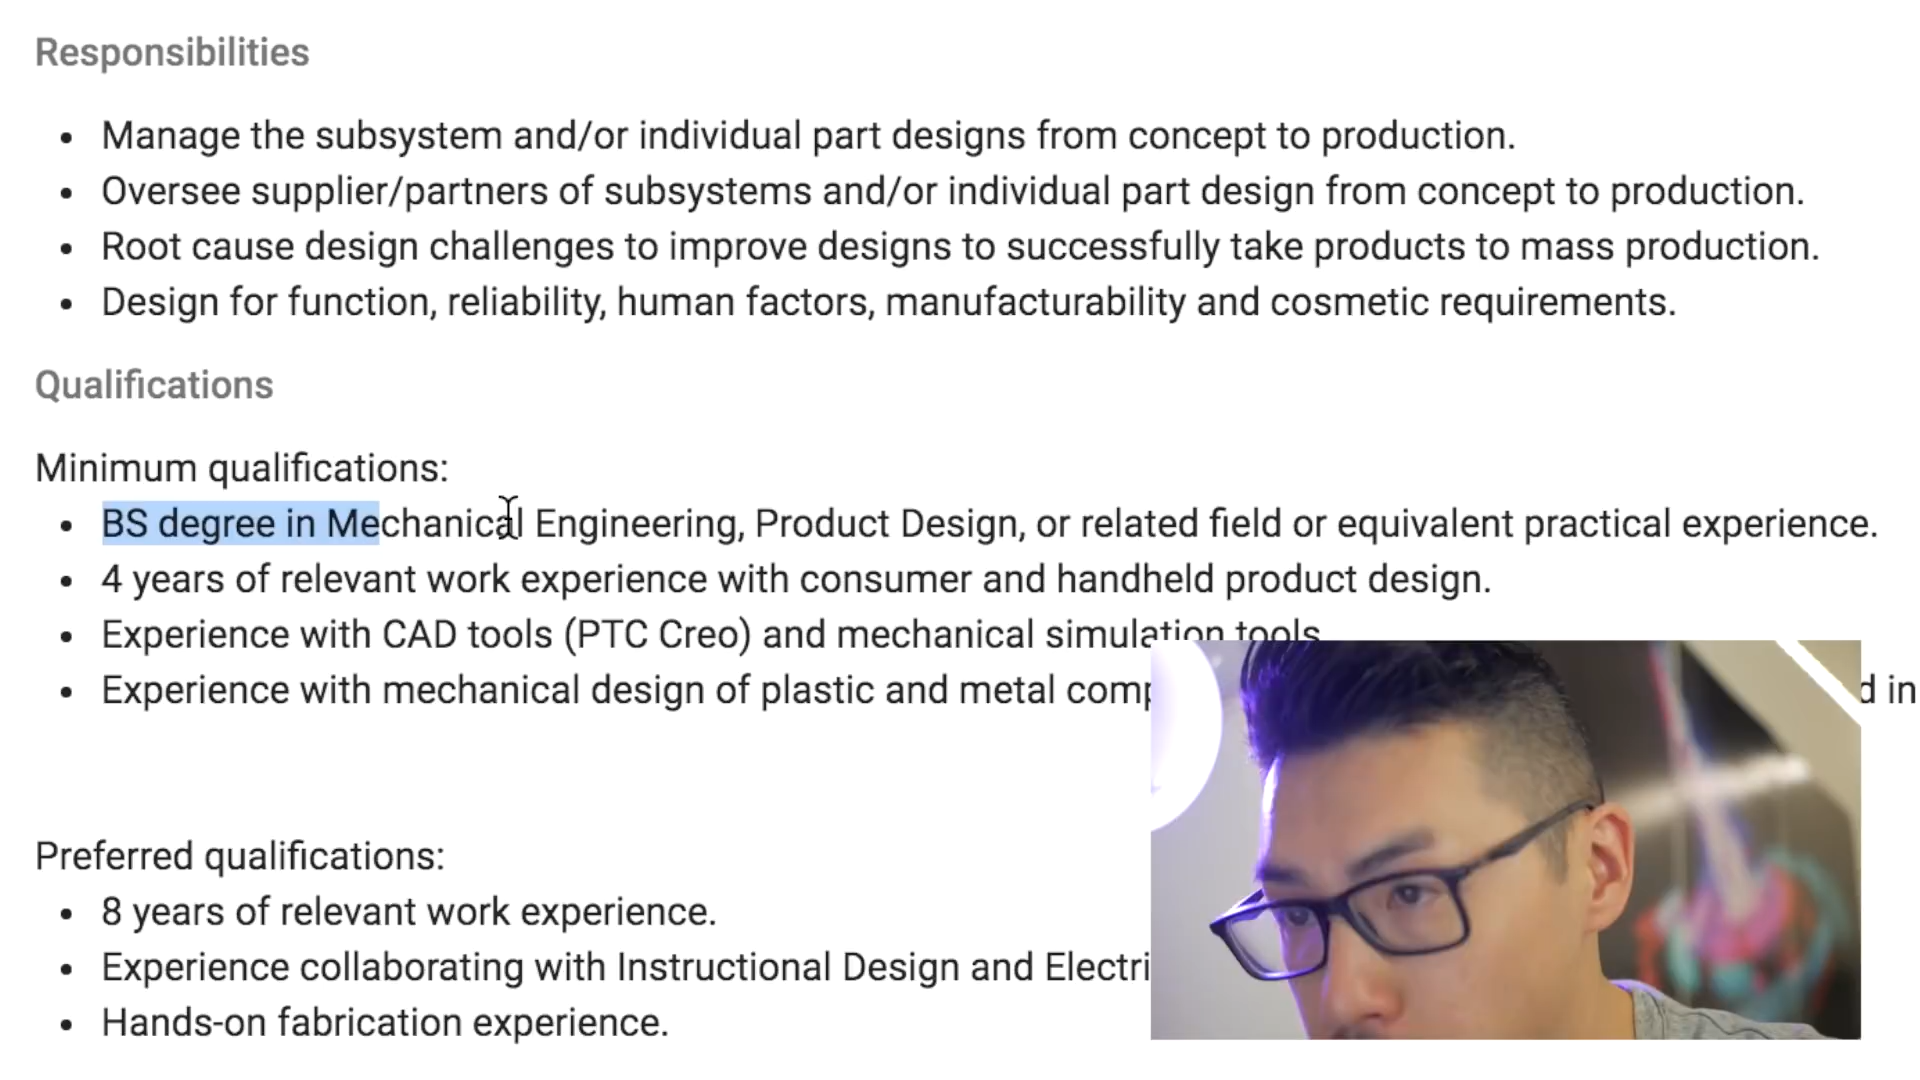 Responsibilities
• Manage the subsystem and/or individual part designs from concept to production.
• Oversee supplier/partners of subsystems and/or individual part design from concept to production.
• Root cause design challenges to improve designs to successfully take products to mass production.
• Design for function, reliability, human factors, manufacturability and cosmetic requirements.
Qualifications
Minimum qualifications:
• BS degree in Mechanical Engineering, Product Design, or related field or equivalent practical experience.
• 4 years of relevant work experience with consumer and handheld product design.
• Experience with CAD tools (PTC Creo) and mechanical simulation tools
• Experience with mechanical design of plastic and metal in
Preferred qualifications:
• 8 years of relevant work experience.
• Experience collaborating with Instructional Design and
• Hands-on fabrication experience.